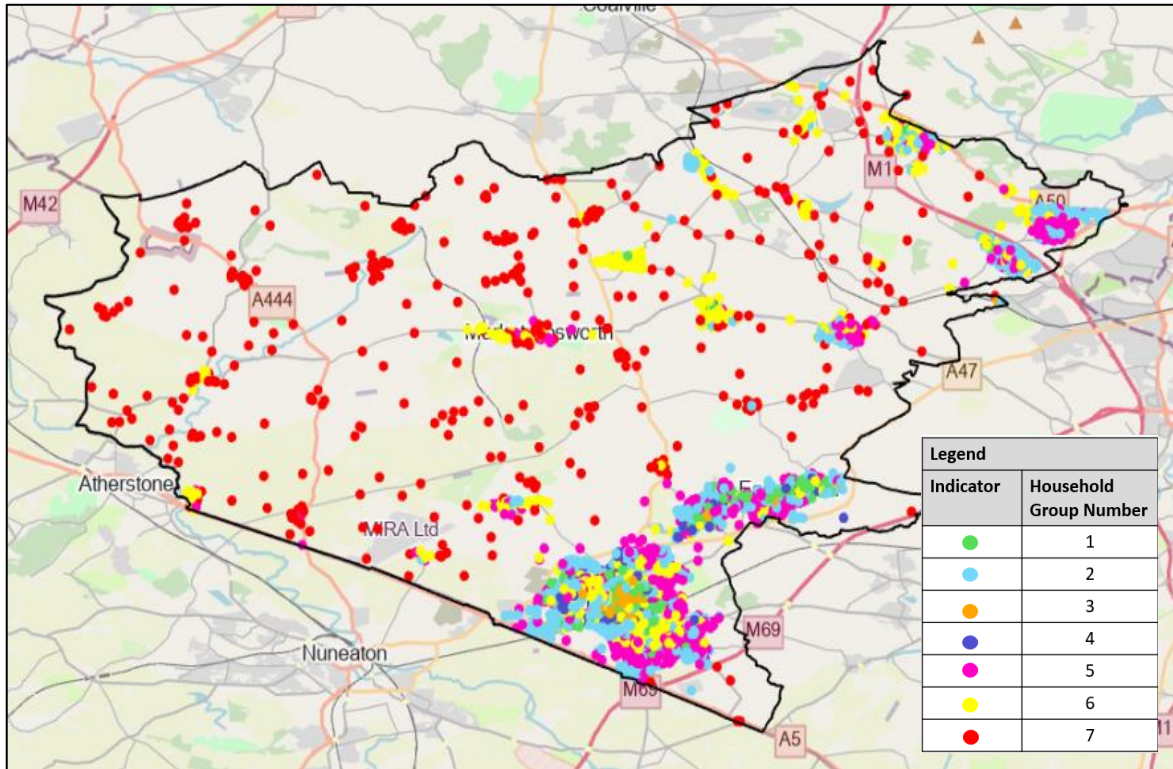 Coalville
M42
M1
A50
A444
A47
Atherstone
MIRA Ltd
Nuneaton
M69
M69
A5
Legend
Indicator
Household
Group Number
1
2
3
4
5
6
7